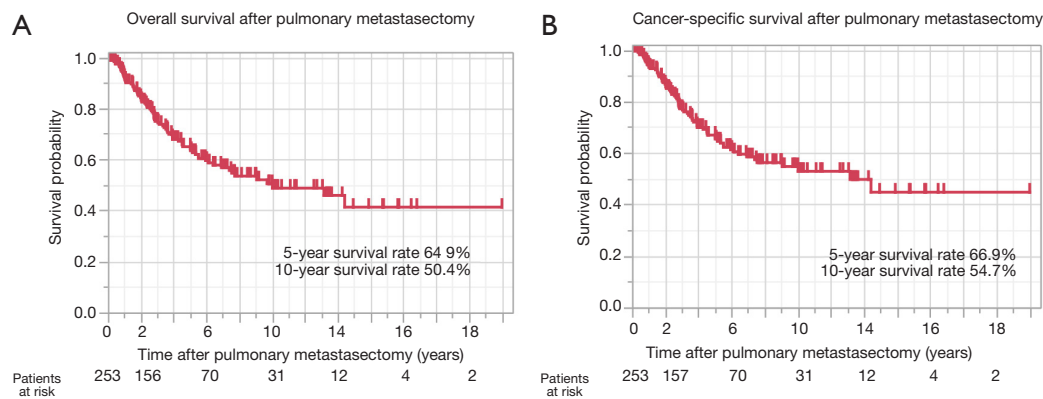 A
Overall survival after pulmonary metastasectomy
Survival probability
1.0
0.8
0.6
0.4
0.2
0.0
5-year survival rate 64 9%
10-year survival rate 50.4%
0 2 6 10 14 16 18
Time after pulmonary metastasectomy (years)
Patients
at risk
253 156 70 31 12 4 2
B
Cancer-specific survival after pulmonary metastasectomy
Survival probability
1.0
0.8
0.6
0.4
0.2
0.0
5-year survival rate 66.9%
10-year survival rate 54.7%
0 2 6 10 14 16 18
Time after pulmonary metastasectomy (years)
Patients
at risk
253 157 70 31 12 4 2